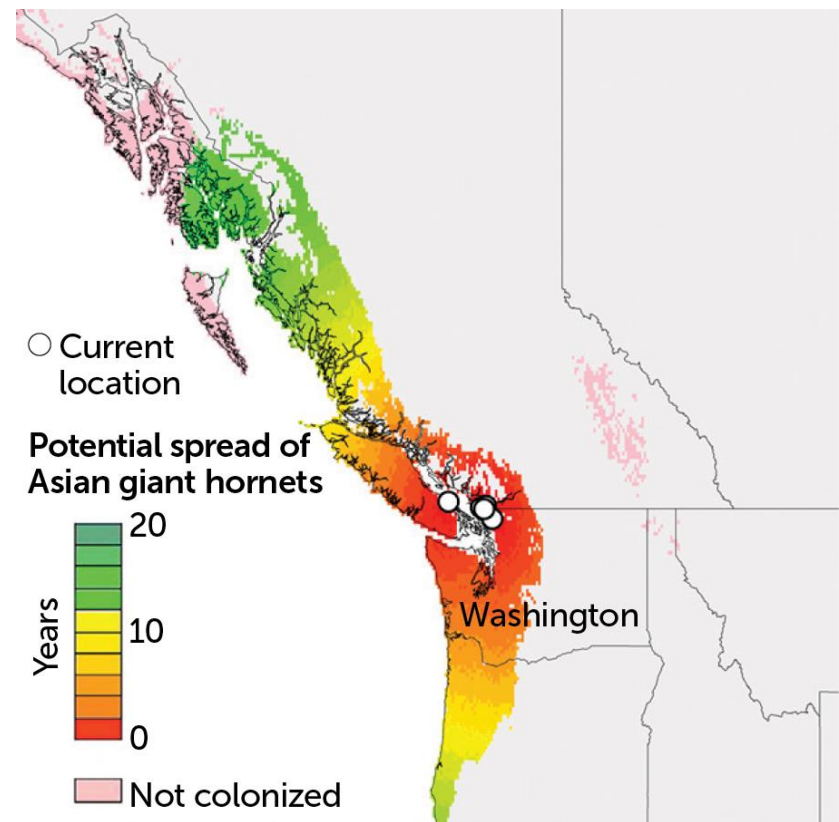 Current
location
Potential spread of
Asian giant hornets
20
10
0
Years
Not colonized
Washington